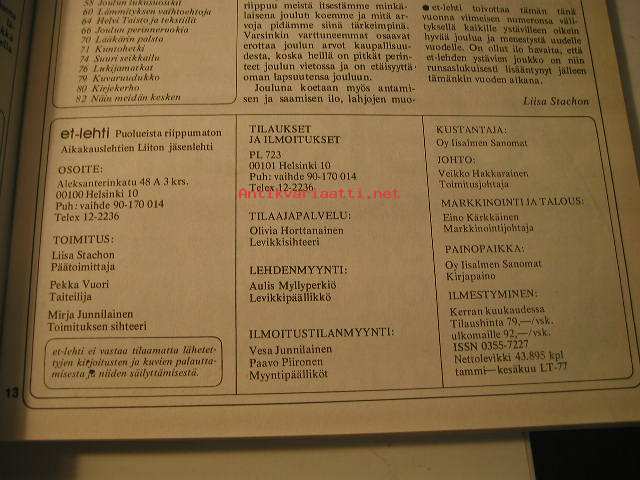 58 Joulun lukusuosikit
60 Lämmityksen vaihtoehtoja
64 Helvi Taisto ja tekstiilit
66 Joulun perinneruokia
70 Lääkärin palsta
71 Kuntohetki
74 Suuri seikkailu
76 Lukijamatkat
79 Kuvaruudukko
80 Kirjekerho
82 Näin meidän kesken
riippuu meistä itsestämme minkä-
laisena joulun koemme ja mitä ar-
voja pidämme siinä tärkeimpinä.
Varsinkin varttuneemmat osaavat
erottaa joulun arvot kaupallisuu-
desta, koska heillä on pitkät perin-
teet joulun vietossa ja on etäisyyttä
oman lapsuutensa jouluun.
Jouluna koetaan myös antami-
sen ja saamisen ilo, lahjojen muo-
● et-lehti toivottaa tämän tänä
vuonna viimeisen numeronsa väli-
tyksellä kaikille ystävilleen oikein
hyvää joulua ja menestystä uudelle
vuodelle. On ollut ilo havaita, että
et-lehden ystävien joukko on niin
runsaslukuisesti lisääntynyt jälleen
tämänkin vuoden aikana.
Liisa Stachon
et-lehti Puolueista riippumaton
Aikakauslehtien Liiton jäsenlehti
OSOITE:
Aleksanterinkatu 48 A 3 krs.
00100 Helsinki 10
Puh: vaihde 90-170 014
Telex 12-2236
TOIMITUS:
Liisa Stachon
Päätoimittaja
Pekka Vuori
Taiteilija
Mirja Junnilainen
Toimituksen sihteeri
et-lehti ei vastaa tilaamatta lähetet-
tyjen kirjoitusten ja kuvien palautta-
misesta ja niiden säilyttämisestä.
TILAUKSET
JA ILMOITUKSET
PL 723
00101 Helsinki 10
Puh: vaihde 90-170 014
Telex 12-2236
Antikvariaatti.net
TILAAJAPALVELU:
Olivia Horttanainen
Levikkisihteeri
LEHDENMYYNTI:
Aulis Myllyperkiö
Levikkipäällikkö
ILMOITUSTILANMYYNTI:
Vesa Junnilainen
Paavo Piironen
Myyntipäälliköt
KUSTANTAJA:
Oy Iisalmen Sanomat
JOHTO:
Veikko Hakkarainen
Toimitusjohtaja
MARKKINOINTI JA TALOUS:
Eino Kärkkäinen
Markkinointijohtaja
PAINOPAIKKA:
Oy Iisalmen Sanomat
Kirjapaino
ILMESTYMINEN:
Kerran kuukaudessa
Tilaushinta 79,—/vsk.
ulkomaille 92,—/vsk.
ISSN 0355-7227
Nettolevikki 43.895 kpl
tammi—kesäkuu LT-77
13